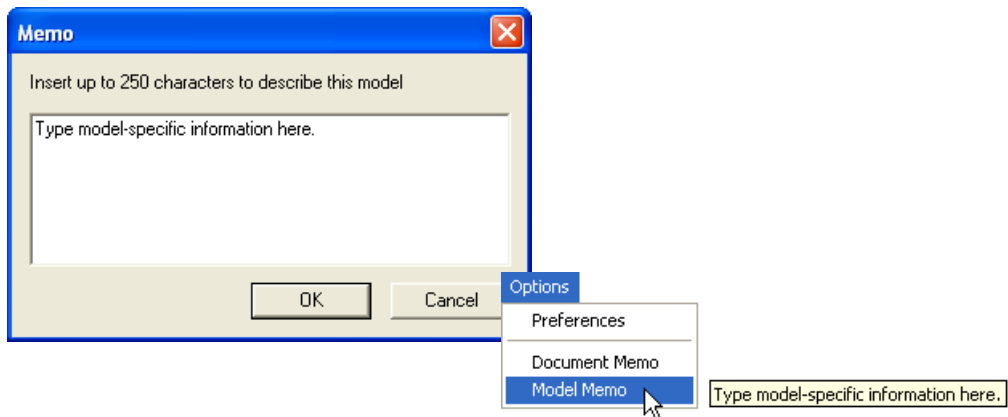 Memo
Insert up to 250 characters to describe this model
Type model-specific information here.
OK Cancel
Options
Preferences
Document Memo
Model Memo
Type model-specific information here.